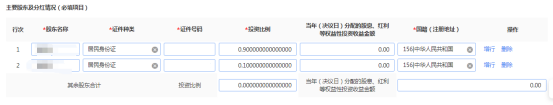 主要股东及分红情况（必填项目）
行次 *股东名称 *证件种类 *证件号码 *投资比例 当年（决议日）分配的股息、红利等权益性投资收益金额 *国籍（注册地址） 操作
1 居民身份证 0.900000000000000 0.00 156|中华人民共和国 增行 删除
2 居民身份证 0.100000000000000 0.00 156|中华人民共和国 增行 删除
其余股东合计 投资比例 0.000000000000000 当年（决议日）分配的股息、红利等权益性投资收益金额 0.00